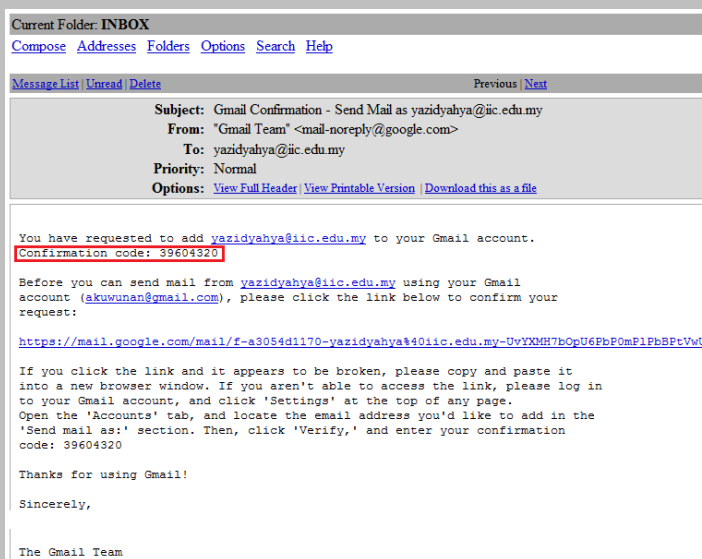 Current Folder: INBOX
Compose Addresses Folders Options Search Help
Message List | Unread | Delete Previous | Next
Subject: Gmail Confirmation - Send Mail as yazidyahya@iic.edu.my
From: "Gmail Team" <mail-noreply@google.com>
To: yazidyahya@iic.edu.my
Priority: Normal
Options: View Full Header | View Printable Version | Download this as a file
You have requested to add yazidyahya@iic.edu.my to your Gmail account.
Confirmation code: 39604320
Before you can send mail from yazidyahya@iic.edu.my using your Gmail
account (akuwunan@gmail.com), please click the link below to confirm your
request:
https://mail.google.com/mail/f-a3054d1170-yazidyahya%40iic.edu.my-UvYXMH7bOpU6PbP0mPlPbBPtVwU
If you click the link and it appears to be broken, please copy and paste it
into a new browser window. If you aren't able to access the link, please log in
to your Gmail account, and click 'Settings' at the top of any page.
Open the 'Accounts' tab, and locate the email address you'd like to add in the
'Send mail as:' section. Then, click 'Verify,' and enter your confirmation
code: 39604320
Thanks for using Gmail!
Sincerely,
The Gmail Team